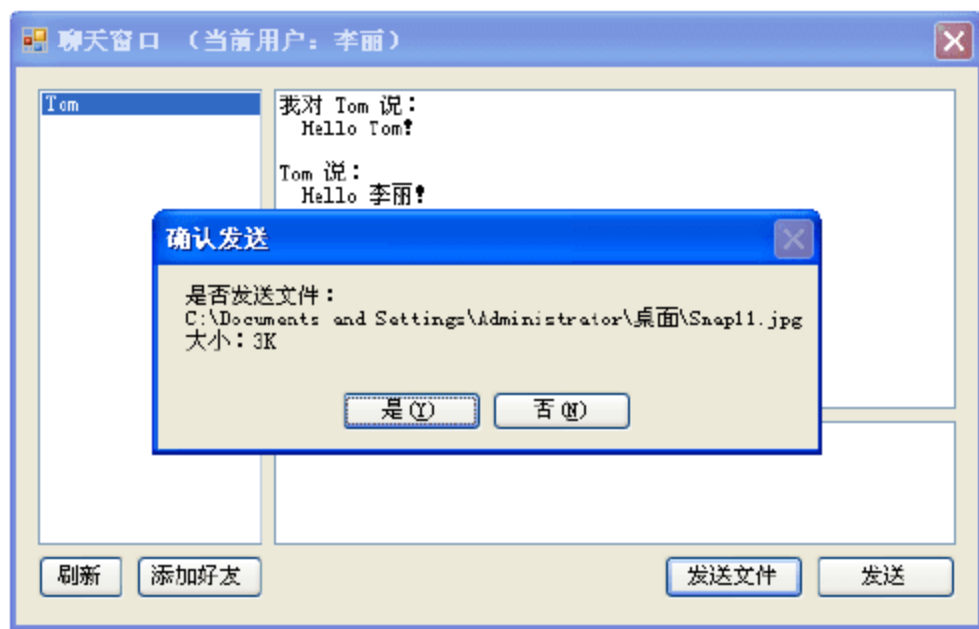 聊天窗口 （当前用户：李丽）
Tom
我对 Tom 说：
Hello Tom!
Tom 说：
Hello 李丽!
确认发送
是否发送文件：
C:\Documents and Settings\Administrator\桌面\Snap11.jpg
大小：3K
是(Y)
否(N)
刷新
添加好友
发送文件
发送